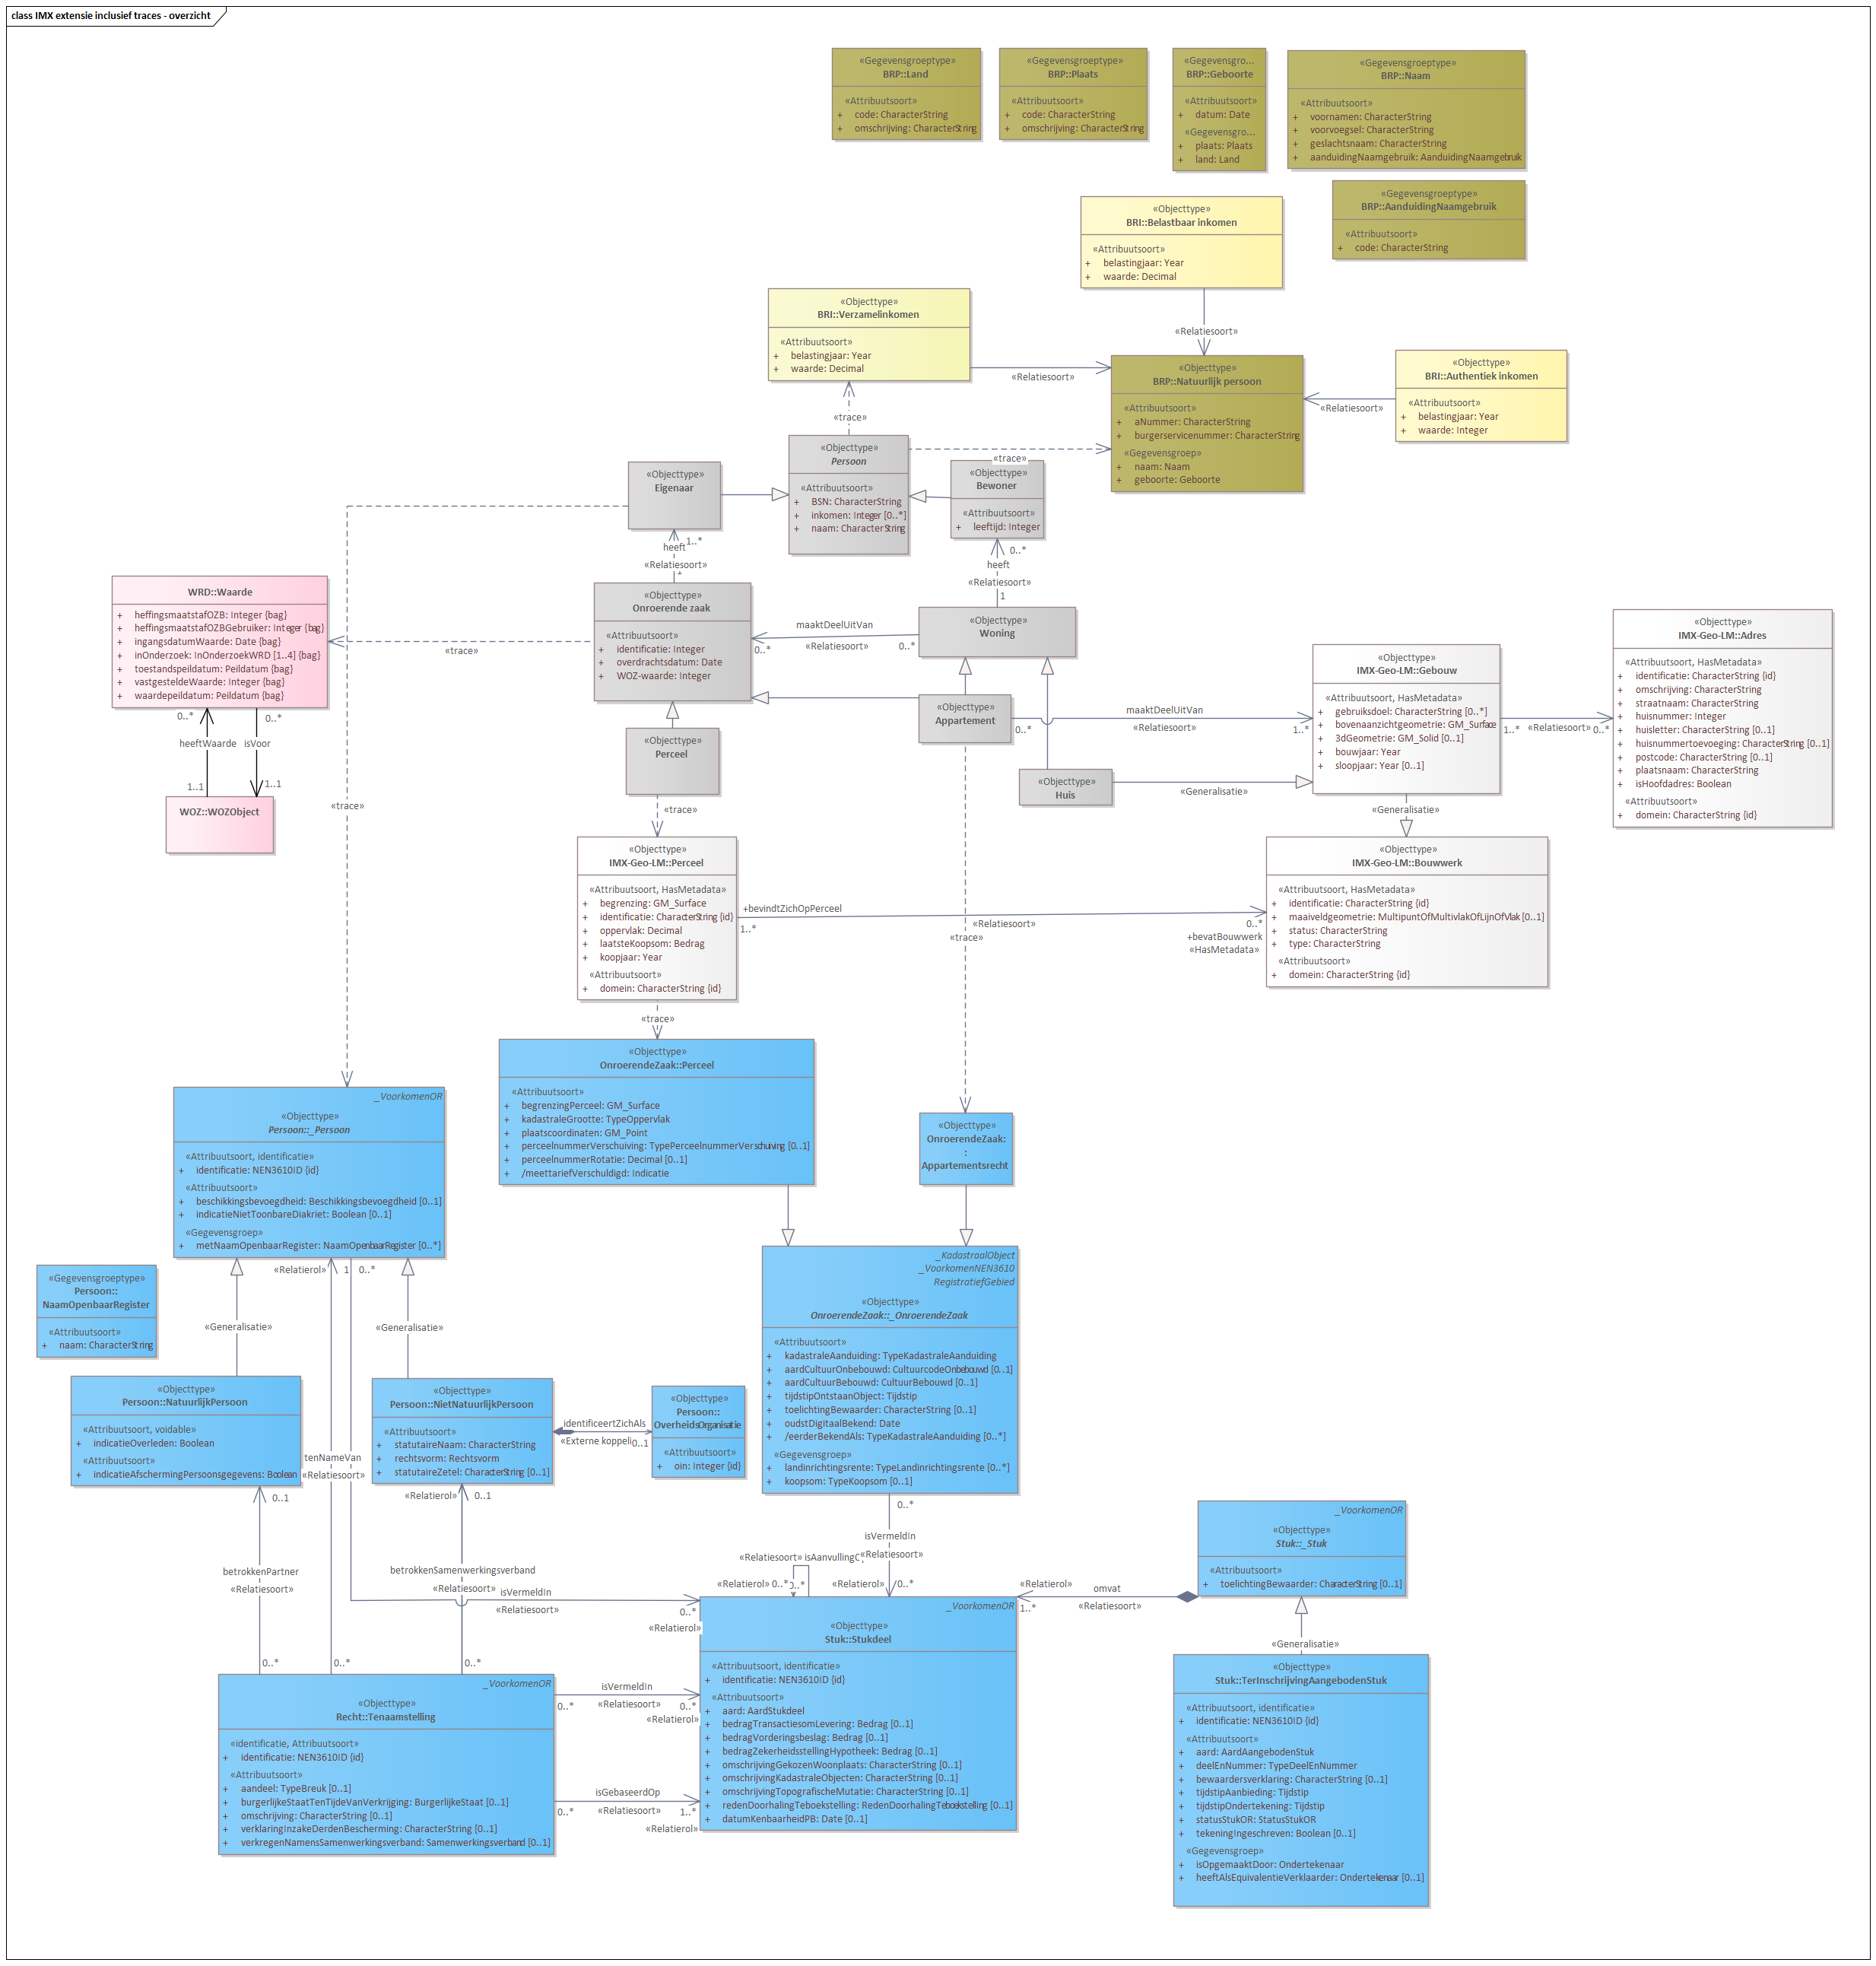 class IMX extensie inclusief traces - overzicht
«Gegevensgroeptype»
BRP::Land
«Attribuutsoort»
+ code: CharacterString
+ omschrijving: CharacterString
«Gegevensgroeptype»
BRP::Plaats
«Attribuutsoort»
+ code: CharacterString
+ omschrijving: CharacterString
«Gegevensgro...
BRP::Geboorte
«Attribuutsoort»
+ datum: Date
«Gegevensgro...
+ plaats: Plaats
+ land: Land
«Gegevensgroeptype»
BRP::Naam
«Attribuutsoort»
+ voornamen: CharacterString
+ voorvoegsel: CharacterString
+ geslachtsnaam: CharacterString
+ aanduidingNaamgebruik: AanduidingNaamgebruik
«Gegevensgroeptype»
BRP::AanduidingNaamgebruik
«Attribuutsoort»
+ code: CharacterString
«Objecttype»
BRI::Belastbaar inkomen
«Attribuutsoort»
+ belastingjaar: Year
+ waarde: Decimal
«Relatiesoort»
«Objecttype»
BRI::Verzamelinkomen
«Attribuutsoort»
+ belastingjaar: Year
+ waarde: Decimal
«Relatiesoort»
«trace»
«Objecttype»
BRP::Natuurlijk persoon
«Attribuutsoort»
+ aNummer: CharacterString
+ burgerservicenummer: CharacterString
«Gegevensgroep»
+ naam: Naam
+ geboorte: Geboorte
«Relatiesoort»
«Objecttype»
BRI::Authentiek inkomen
«Attribuutsoort»
+ belastingjaar: Year
+ waarde: Integer
«Objecttype»
Eigenaar
«Objecttype»
Persoon
«Attribuutsoort»
+ BSN: CharacterString
+ inkomen: Integer [0..*]
+ naam: CharacterString
«trace»
«Objecttype»
Bewoner
«Attribuutsoort»
+ leeftijd: Integer
1..*
heeft
«Relatiesoort»
*
0..*
heeft
«Relatiesoort»
1
WRD::Waarde
+ heffingsmaatstafOZB: Integer {bag}
+ heffingsmaatstafOZBGebruiker: Integer {bag}
+ ingangsdatumWaarde: Date {bag}
+ inOnderzoek: InOnderzoekWRD [1..4] {bag}
+ toestandspeildatum: Peildatum {bag}
+ vastgesteldeWaarde: Integer {bag}
+ waardepeildatum: Peildatum {bag}
0..*
0..*
heeftWaarde
isVoor
1..1
1..1
WOZ::WOZObject
«trace»
«trace»
«Objecttype»
Onroerende zaak
«Attribuutsoort»
+ identificatie: Integer
+ overdrachtsdatum: Date
+ WOZ-waarde: Integer
maaktDeelUitVan
0..*
«Relatiesoort»
0..*
«Objecttype»
Woning
«Objecttype»
Appartement
«Objecttype»
Perceel
«Objecttype»
Huis
maaktDeelUitVan
0..*
«Relatiesoort»
1..*
«Generalisatie»
«Objecttype»
IMX-Geo-LM::Gebouw
«Attribuutsoort, HasMetadata»
+ gebruiksdoel: CharacterString [0..*]
+ bovenaanzichtgeometrie: GM_Surface
+ 3dGeometrie: GM_Solid [0..1]
+ bouwjaar: Year
+ sloopjaar: Year [0..1]
1..*
«Relatiesoort»
0..*
«Objecttype»
IMX-Geo-LM::Adres
«Attribuutsoort, HasMetadata»
+ identificatie: CharacterString {id}
+ omschrijving: CharacterString
+ straatnaam: CharacterString
+ huisnummer: Integer
+ huisletter: CharacterString [0..1]
+ huisnummertoevoeging: CharacterString [0..1]
+ postcode: CharacterString [0..1]
+ plaatsnaam: CharacterString
+ isHoofdadres: Boolean
«Attribuutsoort»
+ domein: CharacterString {id}
«trace»
«Generalisatie»
«Objecttype»
IMX-Geo-LM::Perceel
«Attribuutsoort, HasMetadata»
+ begrenzing: GM_Surface
+ identificatie: CharacterString {id}
+ oppervlak: Decimal
+ laatsteKoopsom: Bedrag
+ koopjaar: Year
«Attribuutsoort»
+ domein: CharacterString {id}
+bevindtZichOpPerceel
1..*
«Relatiesoort»
0..*
+bevatBouwwerk
«HasMetadata»
«trace»
«Objecttype»
IMX-Geo-LM::Bouwwerk
«Attribuutsoort, HasMetadata»
+ identificatie: CharacterString {id}
+ maaiveldgeometrie: MultipuntOfMultivlakOfLijnOfVlak [0..1]
+ status: CharacterString
+ type: CharacterString
«Attribuutsoort»
+ domein: CharacterString {id}
«trace»
«Objecttype»
OnroerendeZaak::Perceel
«Attribuutsoort»
+ begrenzingPerceel: GM_Surface
+ kadastraleGrootte: TypeOppervlak
+ plaatscoordinaten: GM_Point
+ perceelnummerVerschuiving: TypePerceelnummerVerschuiving [0..1]
+ perceelnummerRotatie: Decimal [0..1]
+ /meettariefVerschuldigd: Indicatie
«Objecttype»
OnroerendeZaak:
:
Appartementsrecht
_VoorkomenOR
«Objecttype»
Persoon::_Persoon
«Attribuutsoort, identificatie»
+ identificatie: NEN3610ID {id}
«Attribuutsoort»
+ beschikkingsbevoegdheid: Beschikkingsbevoegdheid [0..1]
+ indicatieNietToonbareDiakriet: Boolean [0..1]
«Gegevensgroep»
+ metNaamOpenbaarRegister: NaamOpenbaarRegister [0..*]
«Relatierol»
1
0..*
«Gegevensgroeptype»
Persoon::
NaamOpenbaarRegister
«Attribuutsoort»
+ naam: CharacterString
«Generalisatie»
«Generalisatie»
_KadastraalObject
_VoorkomenNEN3610
RegistratiefGebied
«Objecttype»
OnroerendeZaak::_OnroerendeZaak
«Attribuutsoort»
+ kadastraleAanduiding: TypeKadastraleAanduiding
+ aardCultuurOnbebouwd: CultuurcodeOnbebouwd [0..1]
+ aardCultuurBebouwd: CultuurBebouwd [0..1]
+ tijdstipOntstaanObject: Tijdstip
+ toelichtingBewaarder: CharacterString [0..1]
+ oudstDigitaalBekend: Date
+ /eerderBekendAls: TypeKadastraleAanduiding [0..*]
«Gegevensgroep»
+ landinrichtingsrente: TypeLandinrichtingsrente [0..*]
+ koopsom: TypeKoopsom [0..1]
«Objecttype»
Persoon::NatuurlijkPersoon
«Attribuutsoort, voidable»
+ indicatieOverleden: Boolean
«Attribuutsoort»
+ indicatieAfschermingPersoonsgegevens: Boolean
«Objecttype»
Persoon::NietNatuurlijkPersoon
«Attribuutsoort»
+ statutaireNaam: CharacterString
+ rechtsvorm: Rechtsvorm
+ statutaireZetel: CharacterString [0..1]
identificeertZichAls
«Externe koppeli
0..1
«Objecttype»
Persoon::
OverheidsOrganisatie
«Attribuutsoort»
+ oin: Integer {id}
tenNameVan
«Relatiesoort»
0..1
«Relatierol»
0..1
betrokkenPartner
«Relatiesoort»
betrokkenSamenwerkingsverband
«Relatiesoort»
isVermeldIn
«Relatiesoort»
0..*
«Relatierol»
0..*
isVermeldIn
«Relatiesoort»
«Relatierol»
0..*
«Relatiesoort»
isAanvullingO
«Relatierol»
0..*
0..*
_VoorkomenOR
«Objecttype»
Stuk::_Stuk
«Attribuutsoort»
+ toelichtingBewaarder: CharacterString [0..1]
«Relatierol»
1..*
omvat
«Relatiesoort»
«Generalisatie»
0..*
0..*
0..*
_VoorkomenOR
«Objecttype»
Recht::Tenaamstelling
«identificatie, Attribuutsoort»
+ identificatie: NEN3610ID {id}
«Attribuutsoort»
+ aandeel: TypeBreuk [0..1]
+ burgerlijkeStaatTenTijdeVanVerkrijging: BurgerlijkeStaat [0..1]
+ omschrijving: CharacterString [0..1]
+ verklaringInzakeDerdenBescherming: CharacterString [0..1]
+ verkregenNamensSamenwerkingsverband: Samenwerkingsverband [0..1]
isVermeldIn
0..*
«Relatiesoort»
0..*
«Relatierol»
isGebaseerdOp
0..*
«Relatiesoort»
1..*
«Relatierol»
_VoorkomenOR
«Objecttype»
Stuk::Stukdeel
«Attribuutsoort, identificatie»
+ identificatie: NEN3610ID {id}
«Attribuutsoort»
+ aard: AardStukdeel
+ bedragTransactiesomLevering: Bedrag [0..1]
+ bedragVorderingsbeslag: Bedrag [0..1]
+ bedragZekerheidsstellingHypotheek: Bedrag [0..1]
+ omschrijvingGekozenWoonplaats: CharacterString [0..1]
+ omschrijvingKadastraleObjecten: CharacterString [0..1]
+ omschrijvingTopografischeMutatie: CharacterString [0..1]
+ redenDoorhalingTeboekstelling: RedenDoorhalingTeboekstelling [0..1]
+ datumKenbaarheidPB: Date [0..1]
«Objecttype»
Stuk::TerInschrijvingAangebodenStuk
«Attribuutsoort, identificatie»
+ identificatie: NEN3610ID {id}
«Attribuutsoort»
+ aard: AardAangebodenStuk
+ deelEnNummer: TypeDeelEnNummer
+ bewaardersverklaring: CharacterString [0..1]
+ tijdstipAanbieding: Tijdstip
+ tijdstipOndertekening: Tijdstip
+ statusStukOR: StatusStukOR
+ tekeningIngeschreven: Boolean [0..1]
«Gegevensgroep»
+ isOpgemaaktDoor: Ondertekenaar
+ heeftAlsEquivalentieVerklaarder: Ondertekenaar [0..1]